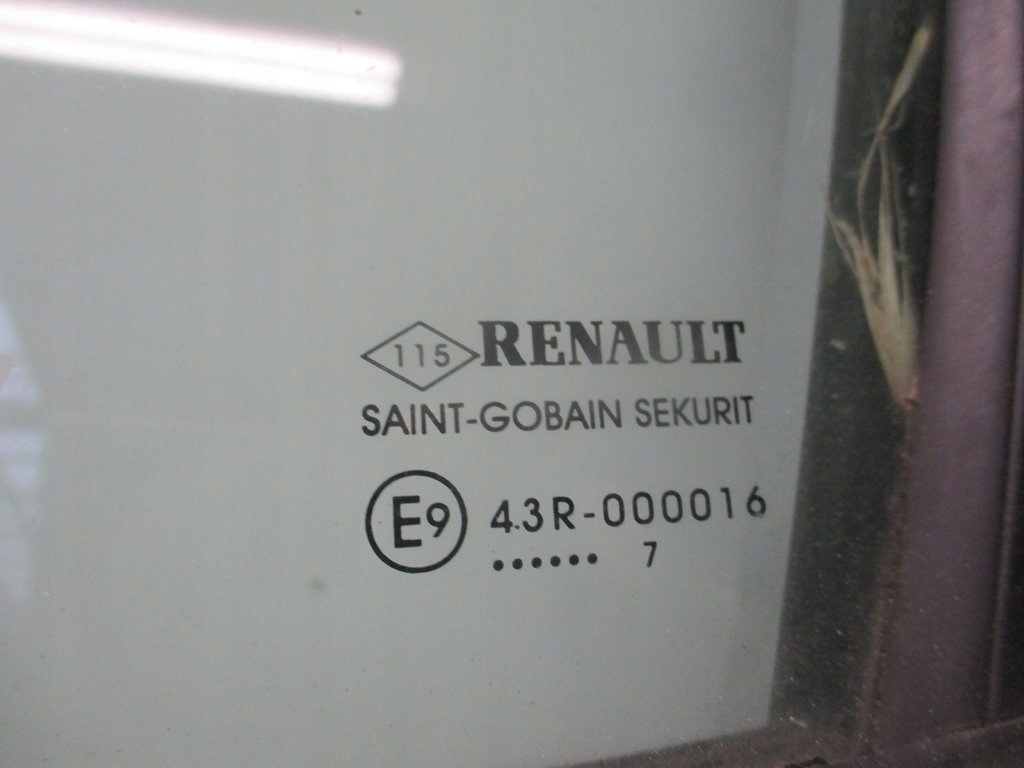 115 RENAULT
SAINT-GOBAIN SEKURIT
E9 43R-000016
...... 7